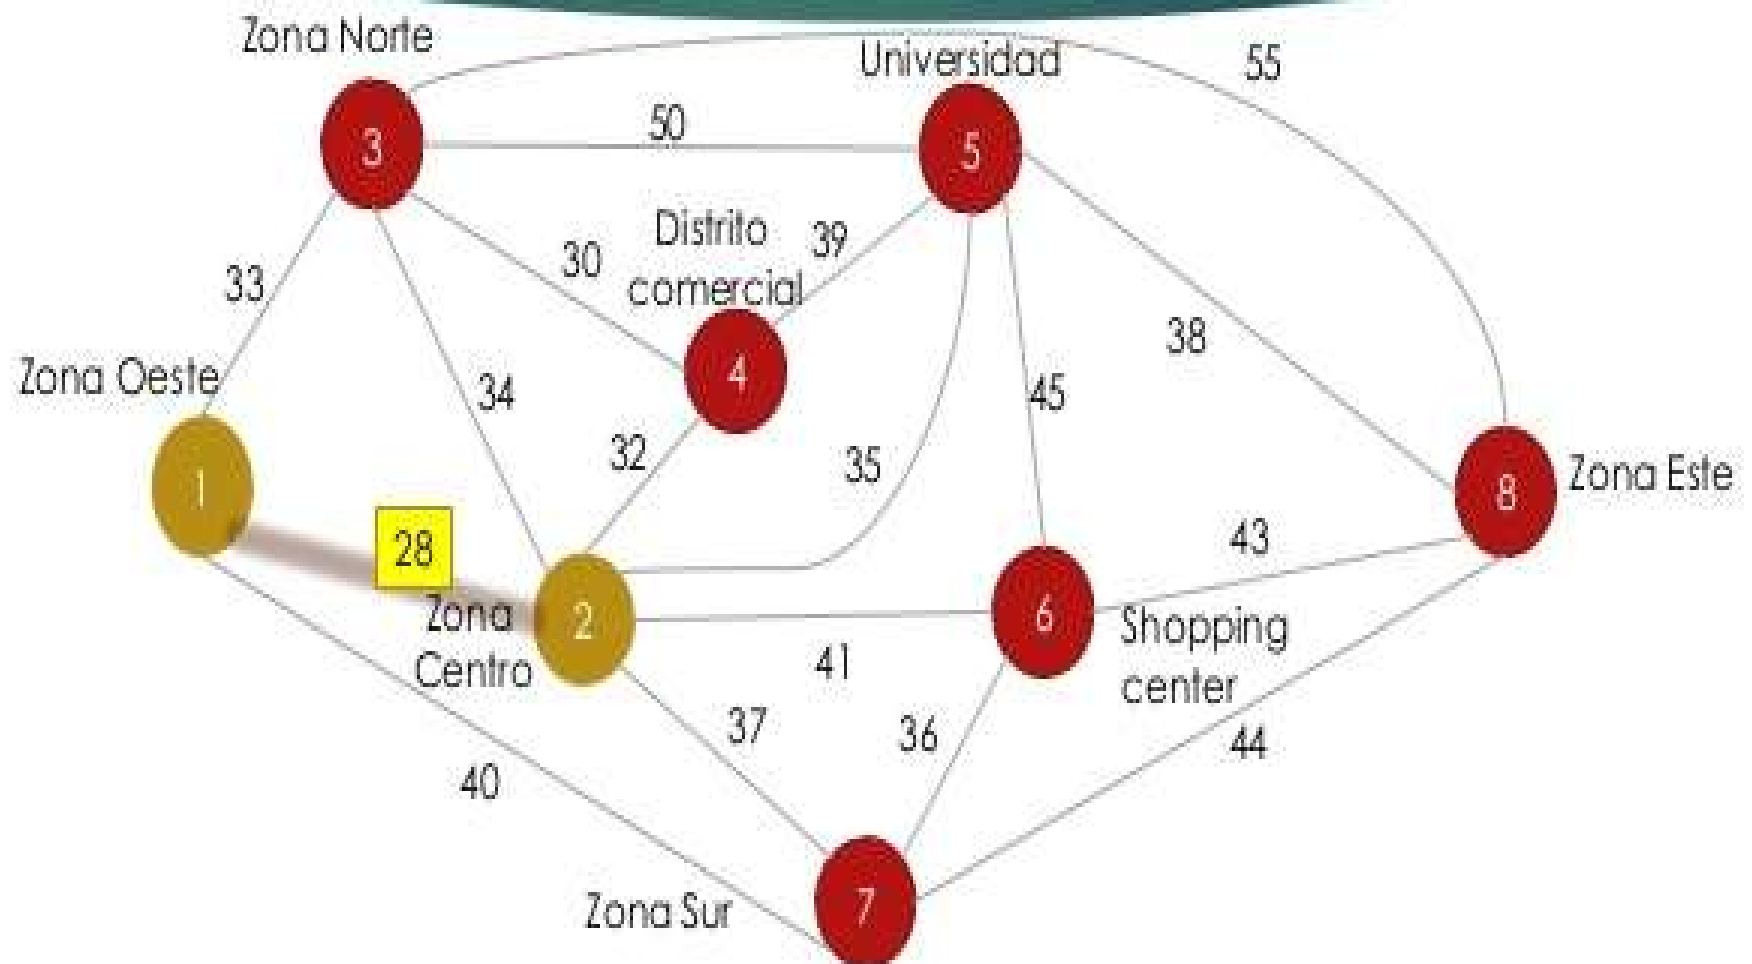 Zona Norte
Universidad
55
50
3
5
Distrito
comercial
39
30
33
38
Zona Oeste
4
34
45
32
35
1
Zona Este
8
28
43
Zona
Centro
2
6
Shopping
center
41
37
36
44
40
Zona Sur
7